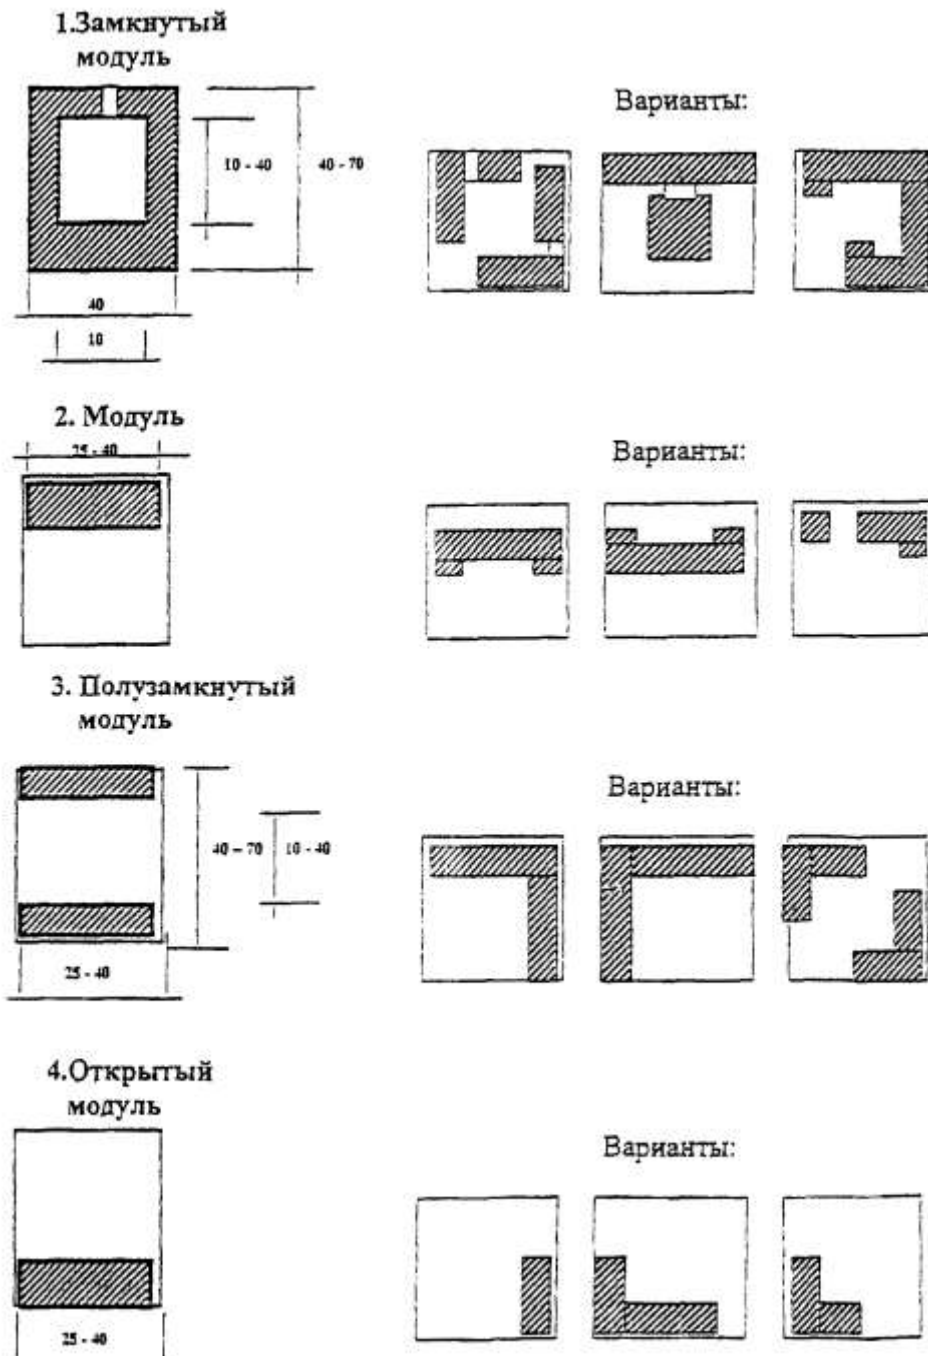 1.Замкнутый
модуль
Варианты:
10 - 40
40 - 70
40
10
2. Модуль
25 - 40
Варианты:
3. Полузамкнутый
модуль
Варианты:
40 – 70
10 - 40
25 - 40
4.Открытый
модуль
Варианты:
25 - 40